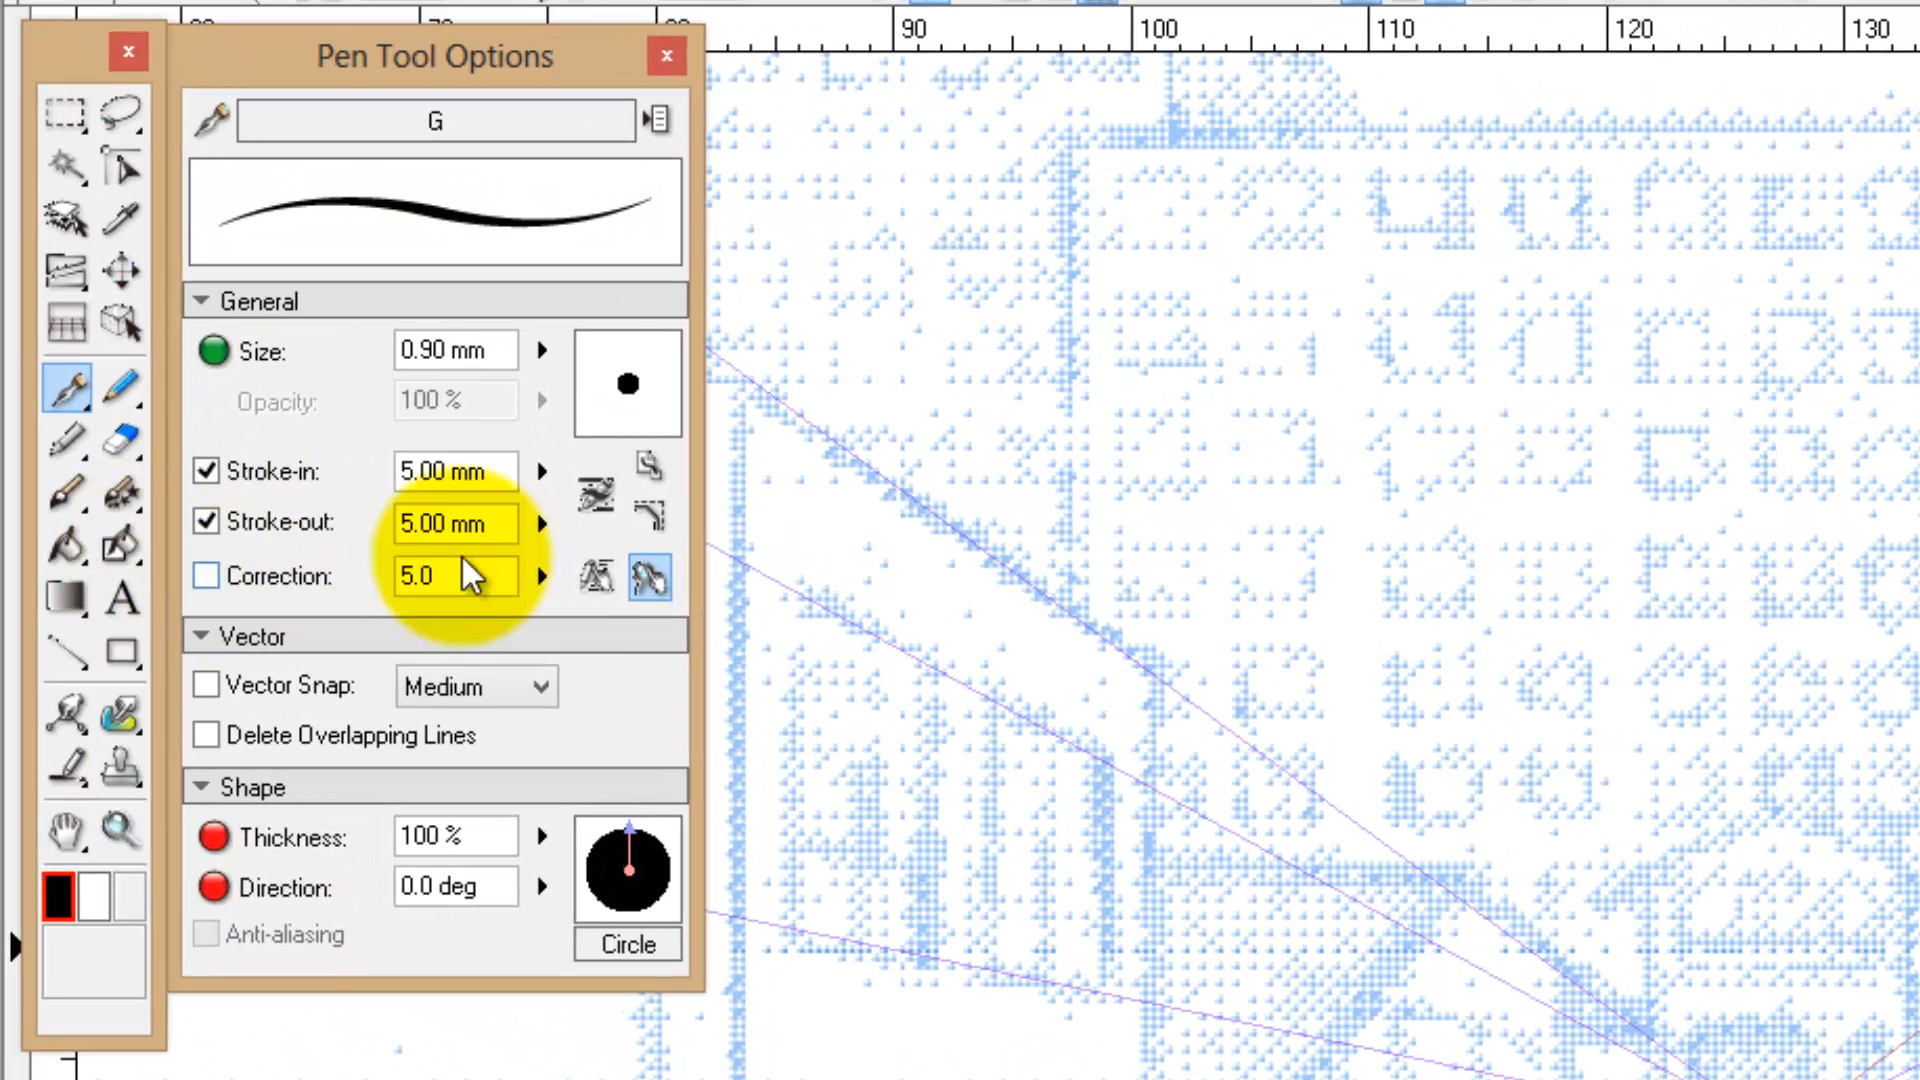 90 100 110 120 130
x
Pen Tool Options x
G
General
Size: 0.90 mm
Opacity: 100 %
Stroke-in: 5.00 mm
Stroke-out: 5.00 mm
Correction: 5.0
Vector
Vector Snap: Medium
Delete Overlapping Lines
A
Shape
Thickness: 100 %
Direction: 0.0 deg
Anti-aliasing
Circle